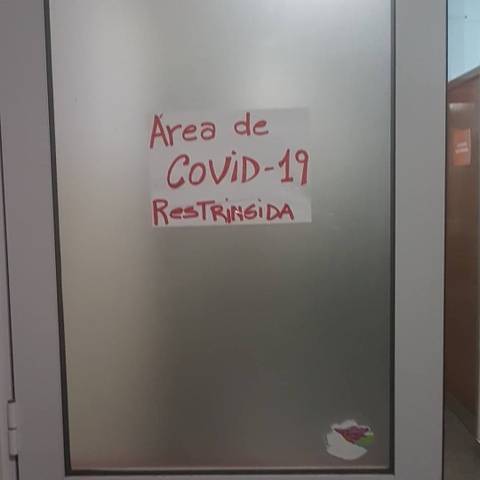 Área de
COVID-19
RESTRINGIDA